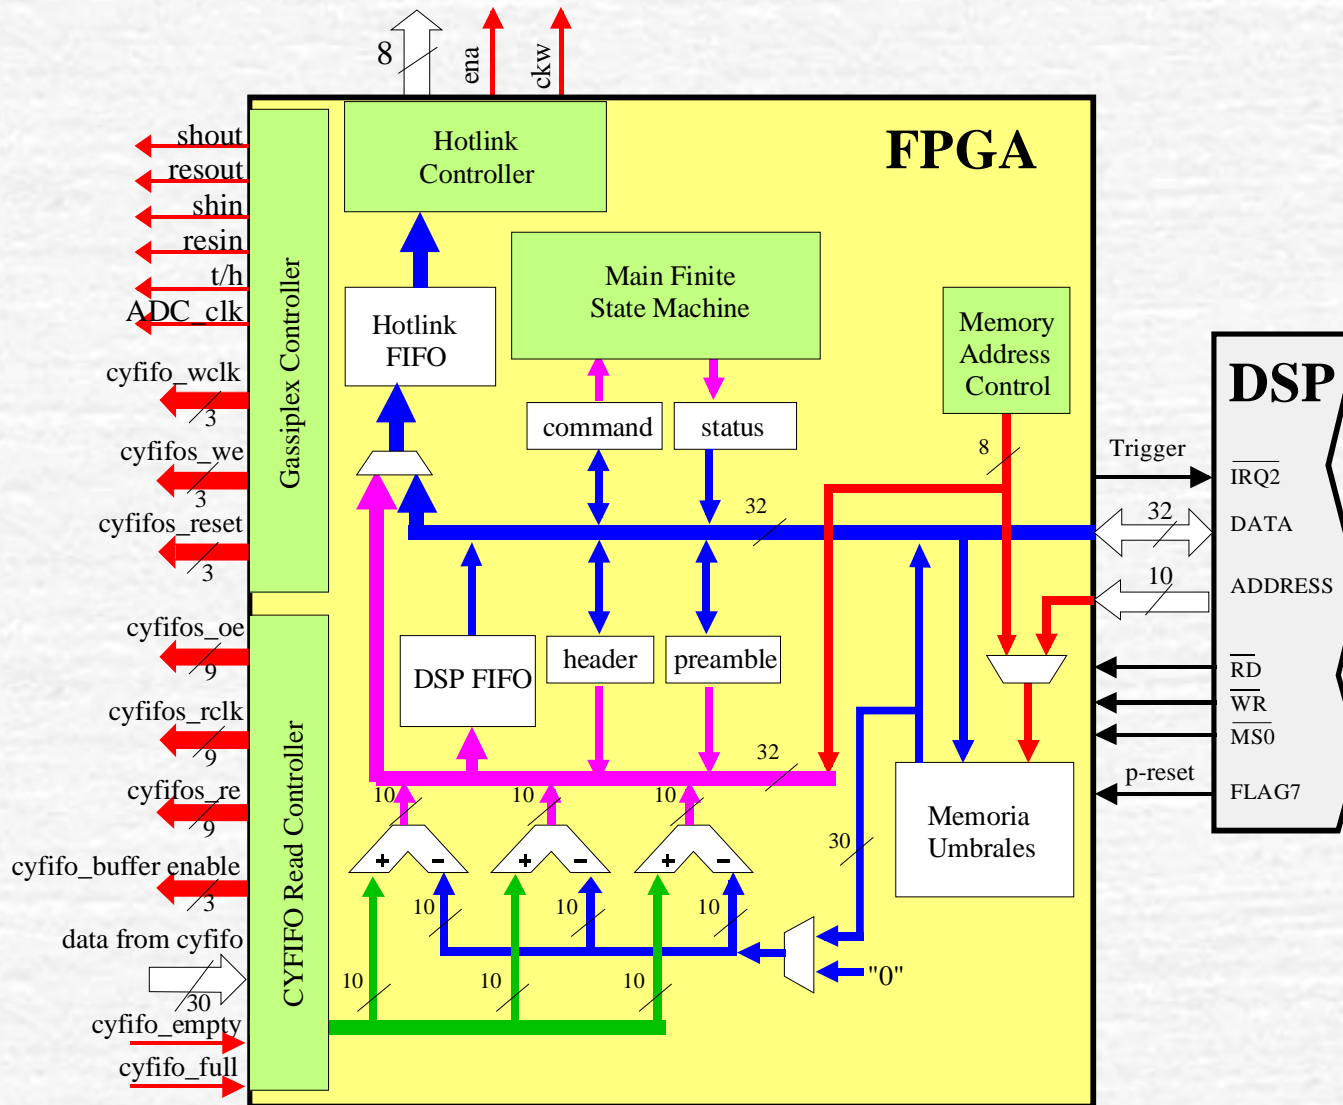 8
ena
ckw
FPGA
Hotlink
Controller
shout
resout
shin
resin
t/h
ADC_clk
cyfifo_wclk
3
cyfifos_we
3
cyfifos_reset
3
Gassiplex Controller
Main Finite
State Machine
Hotlink
FIFO
Memory
Address
Control
command
status
8
32
DSP
Trigger
IRQ2
32
DATA
10
ADDRESS
RD
WR
MS0
p-reset
FLAG7
cyfifos_oe
9
cyfifos_rclk
9
cyfifos_re
9
cyfifo_buffer enable
3
data from cyfifo
30
cyfifo_empty
cyfifo_full
CYFIFO Read Controller
DSP FIFO
header
preamble
32
10
10
10
+ −
+ −
+ −
30
Memoria
Umbrales
10
10
10
"0"
10
10
10